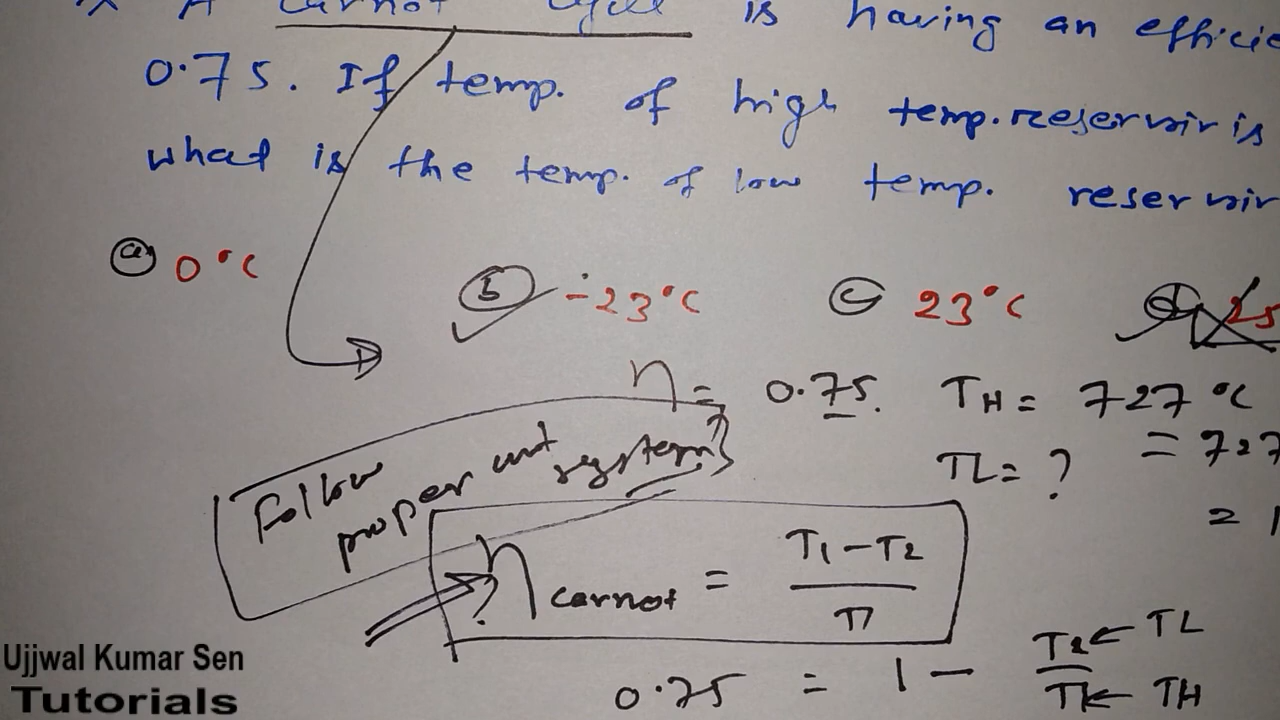 A Carnot cycle is having an efficie
0.75. If temp. of high temp. reservoir is
what is the temp. of low temp. reservoir
(a) 0°C (b) -23°C (c) 23°C (d) 25
η = 0.75. TH = 727 °C
TL = ? = 727
= 1
Follow proper unit system
η carnot = T1 - T2 / T1
0.75 = 1 - T2 ← TL / T1 ← TH
Ujjwal Kumar Sen
Tutorials